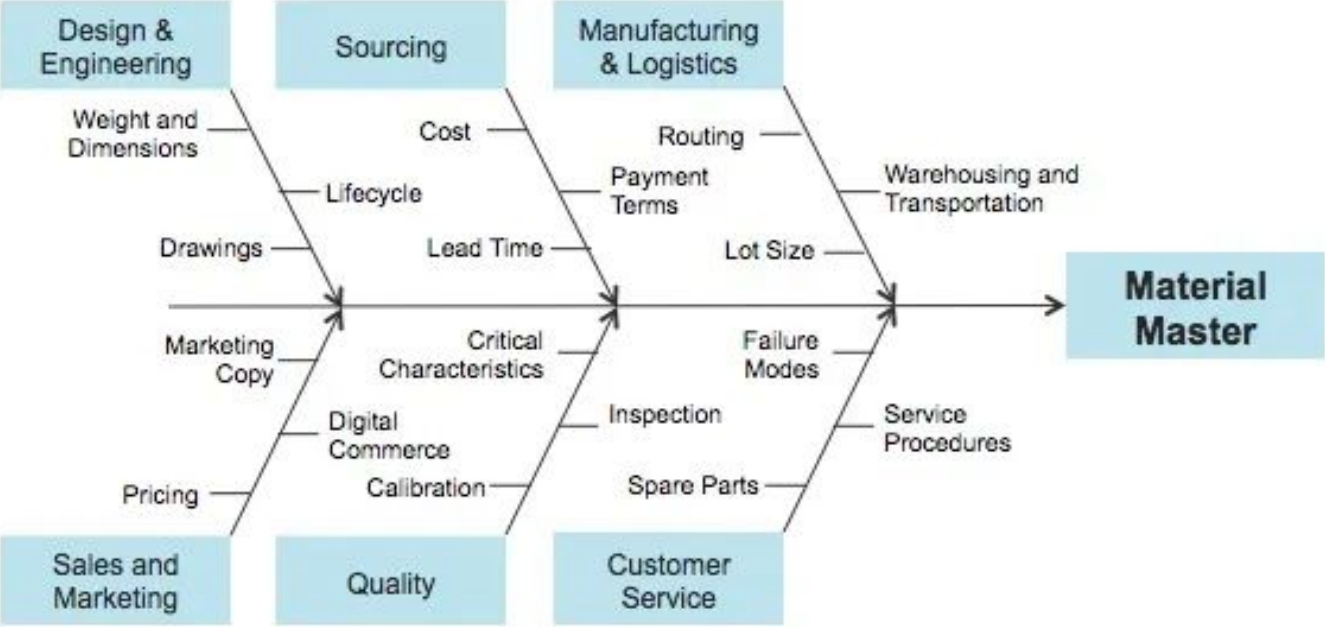 Design &
Engineering
Sourcing
Manufacturing
& Logistics
Weight and
Dimensions
Lifecycle
Drawings
Cost
Payment
Terms
Lead Time
Routing
Warehousing and
Transportation
Lot Size
Material
Master
Marketing
Copy
Digital
Commerce
Pricing
Critical
Characteristics
Inspection
Calibration
Failure
Modes
Service
Procedures
Spare Parts
Sales and
Marketing
Quality
Customer
Service